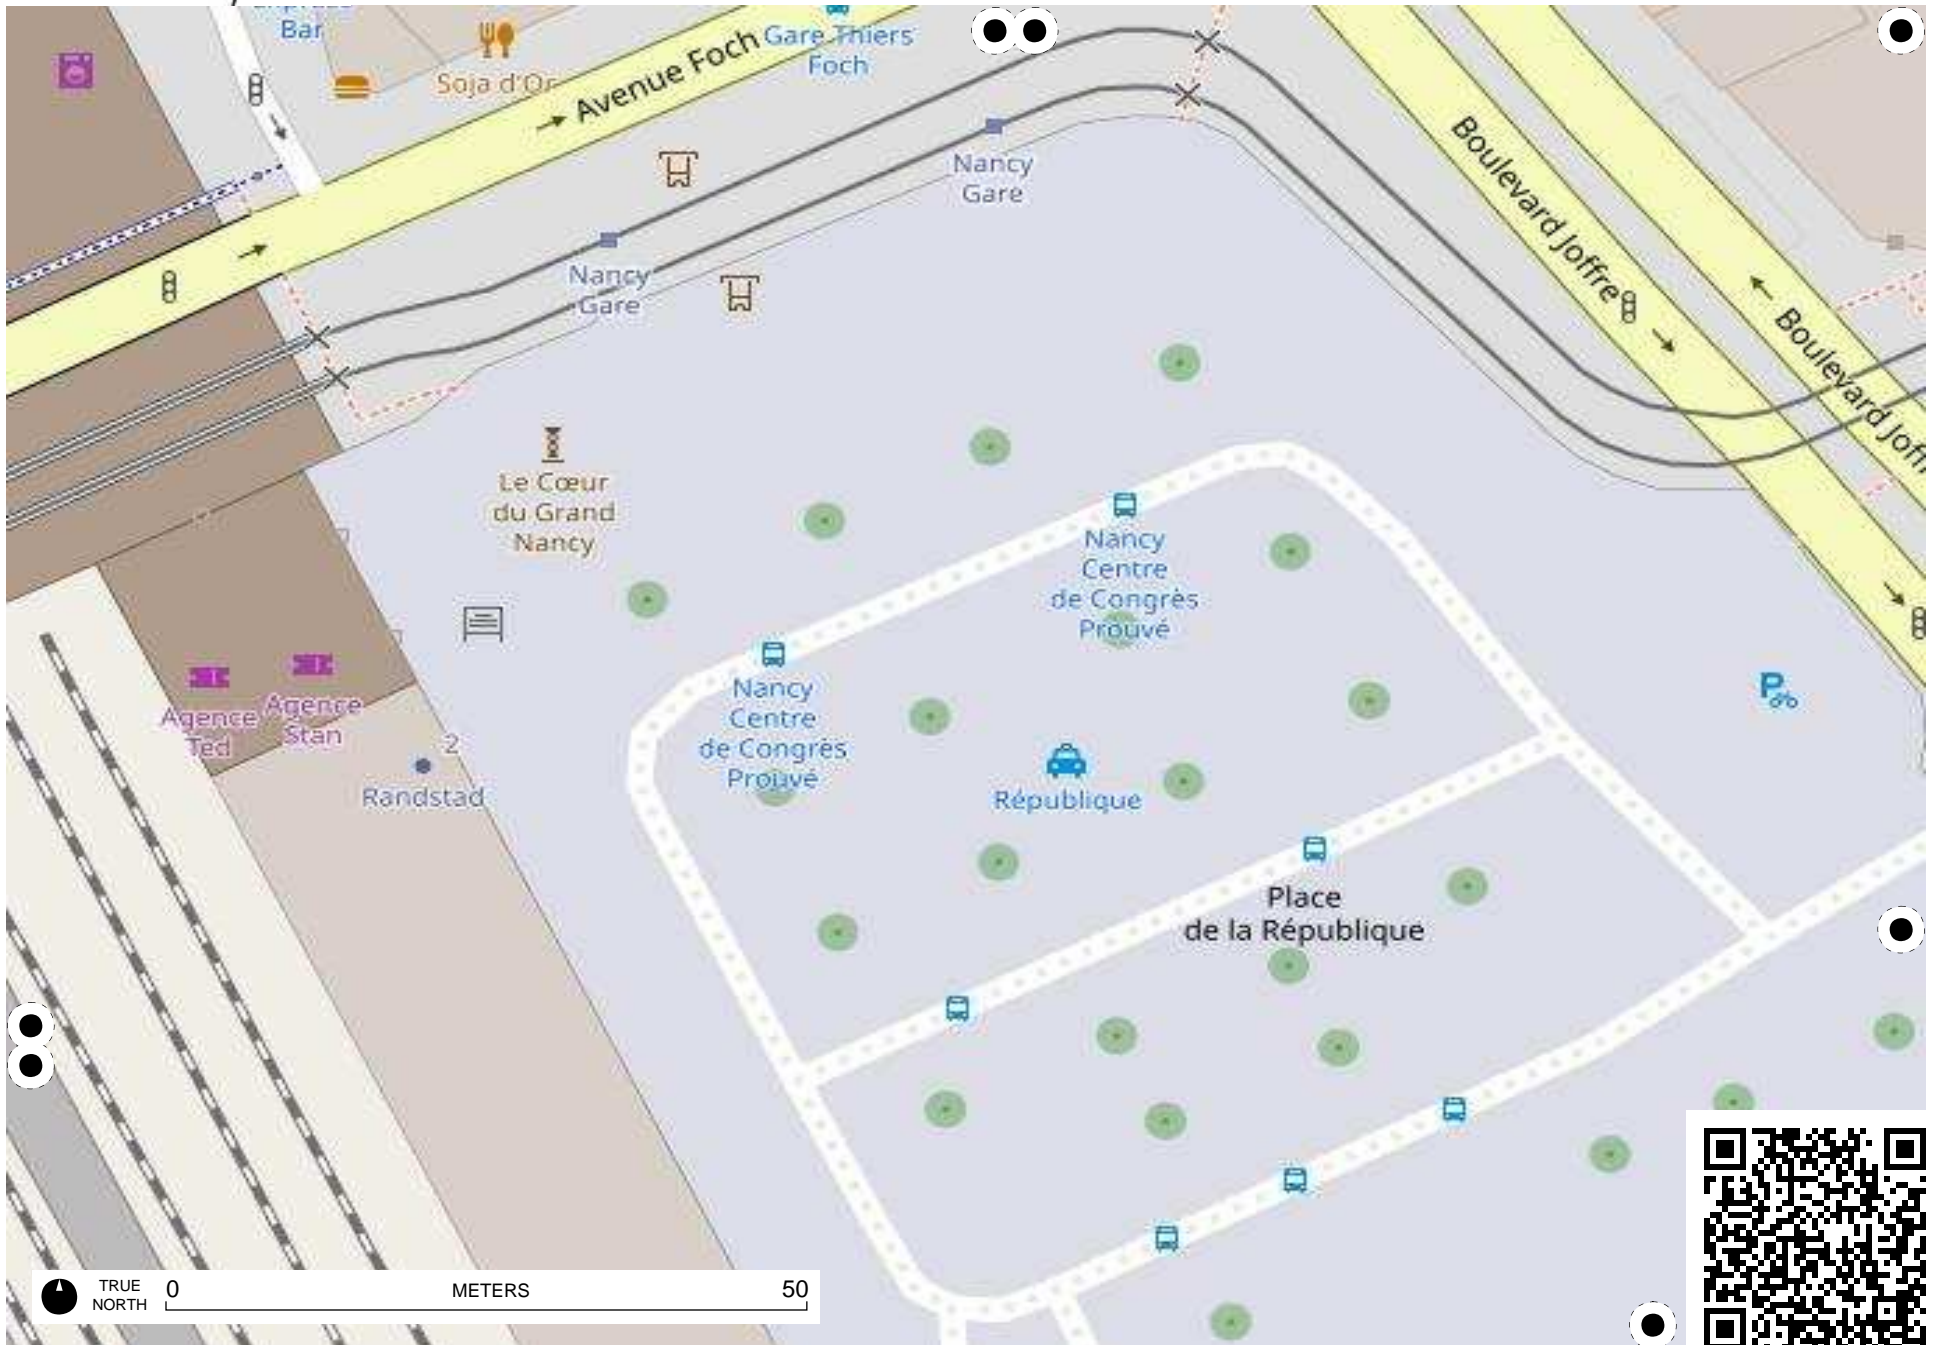 Bar
Soja d'Or
Avenue Foch
Gare Thiers
Foch
Nancy
Gare
Nancy
Gare
Boulevard Joffre
Boulevard Joffr
Le Cœur
du Grand
Nancy
Nancy
Centre
de Congrès
Prouvé
Nancy
Centre
de Congrès
Prouvé
P
Agence
Ted
Agence
Stan
2
Randstad
République
Place
de la République
TRUE
NORTH
0
METERS
50